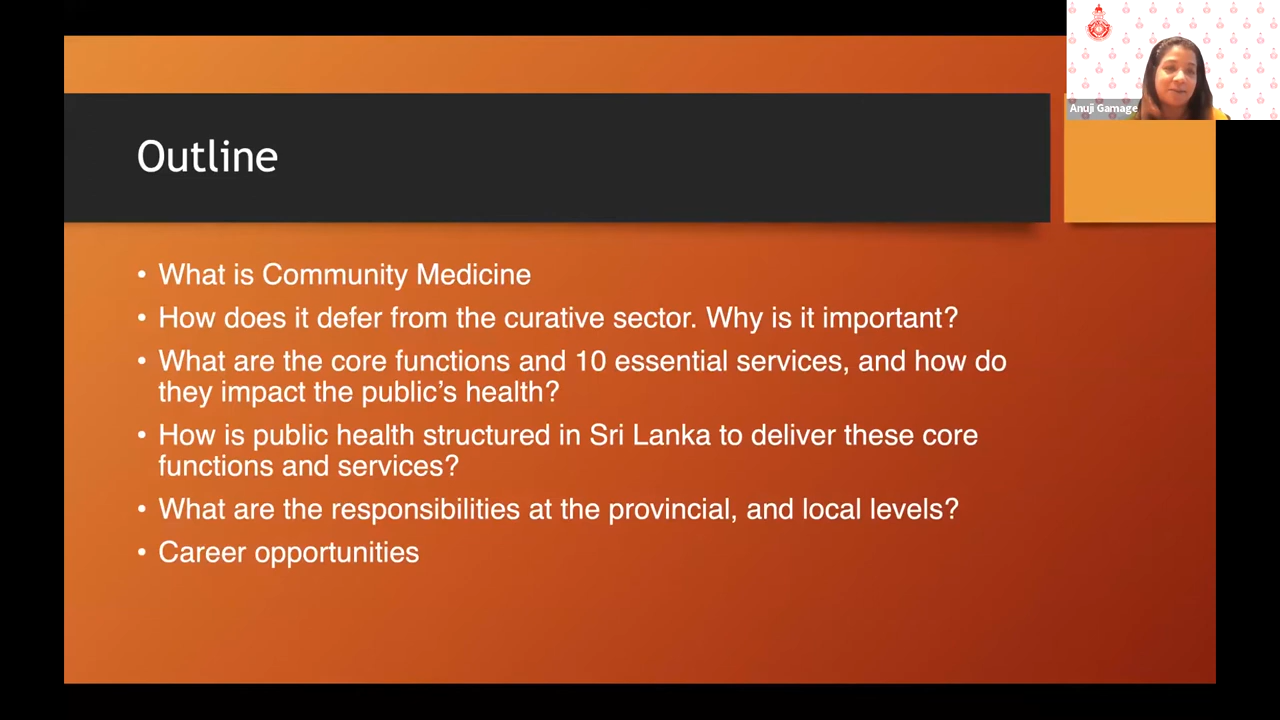 Anuji Gamage
Outline
• What is Community Medicine
• How does it defer from the curative sector. Why is it important?
• What are the core functions and 10 essential services, and how do
they impact the public's health?
• How is public health structured in Sri Lanka to deliver these core
functions and services?
• What are the responsibilities at the provincial, and local levels?
• Career opportunities